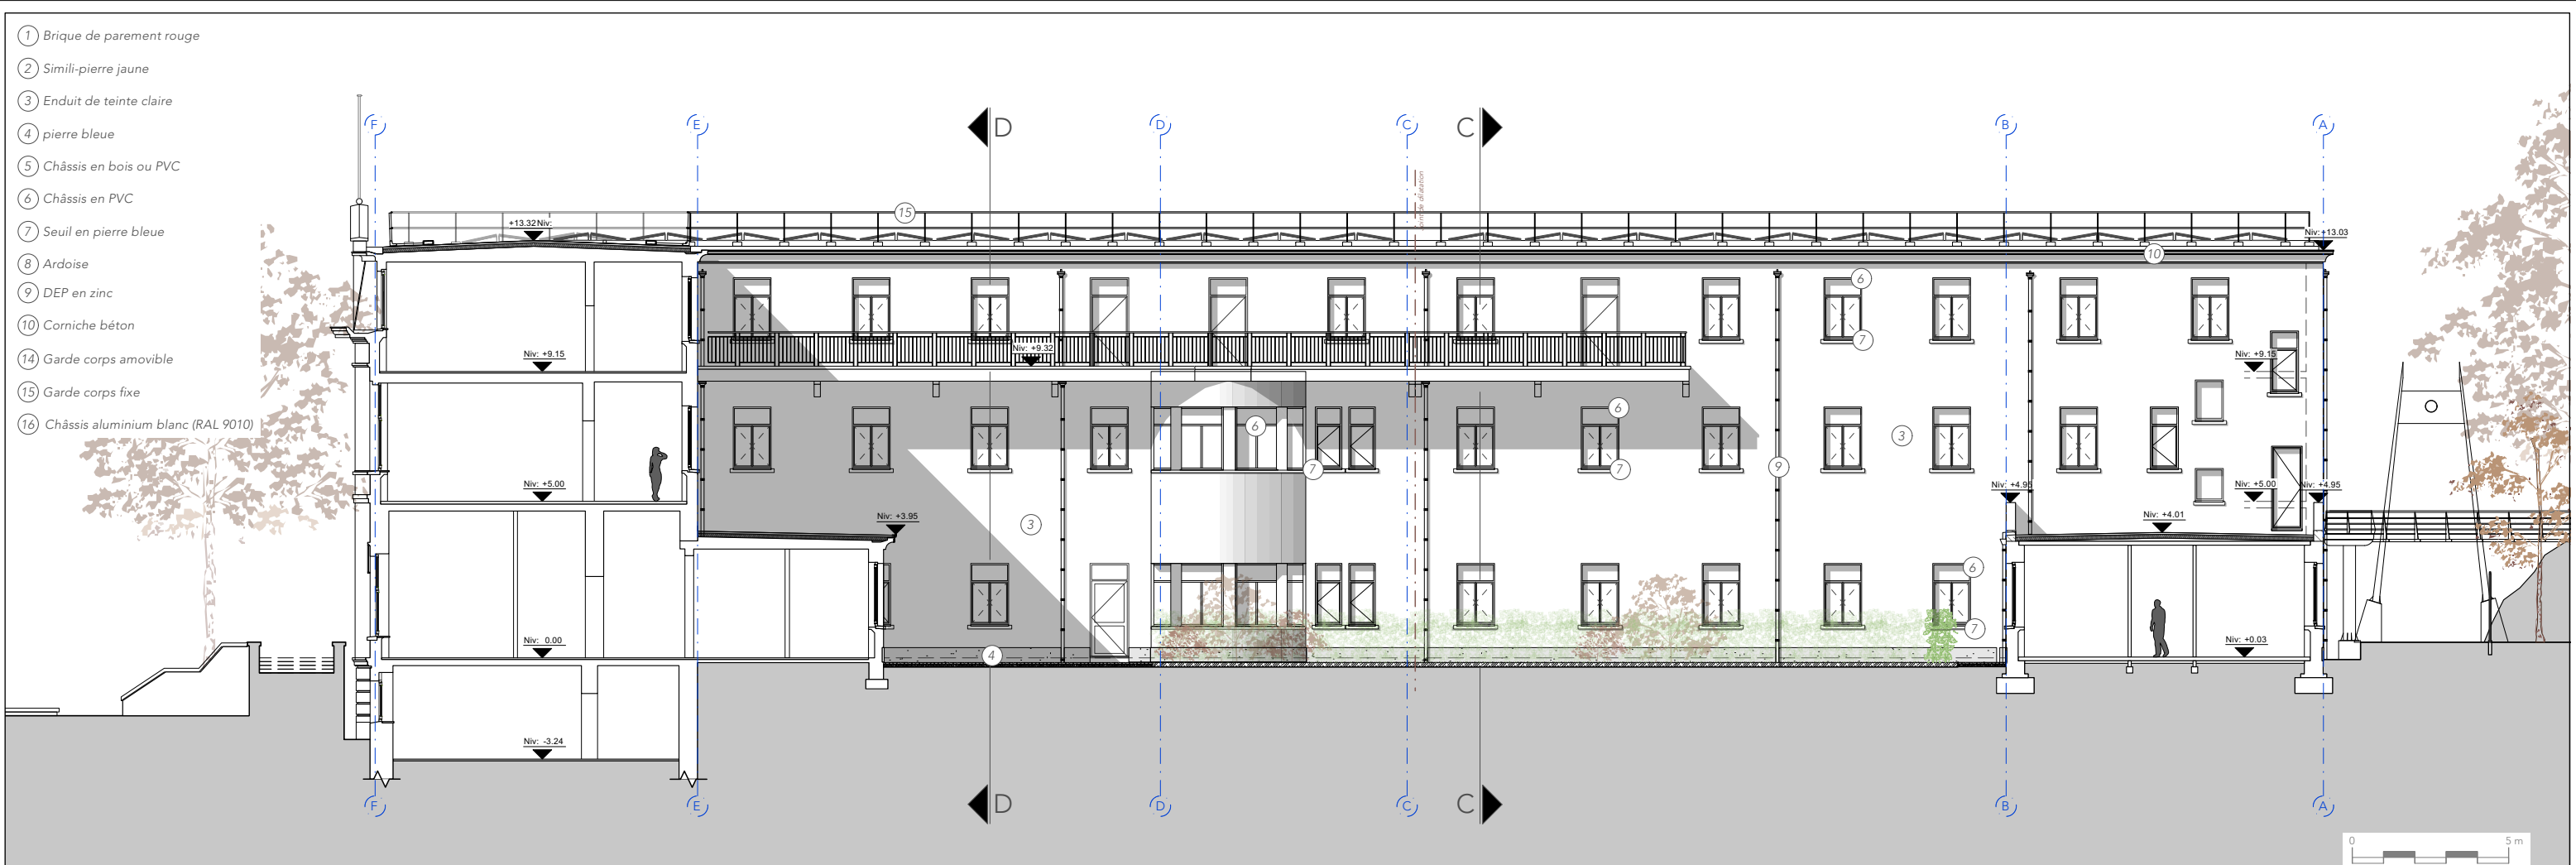 1 Brique de parement rouge
2 Simili-pierre jaune
3 Enduit de teinte claire
4 pierre bleue
5 Châssis en bois ou PVC
6 Châssis en PVC
7 Seuil en pierre bleue
8 Ardoise
9 DEP en zinc
10 Corniche béton
14 Garde corps amovible
15 Garde corps fixe
16 Châssis aluminium blanc (RAL 9010)
F
E
D
D
C
C
B
A
15
+13.32Niv:
Niv: +13.03
10
6
7
Niv: +9.32
Niv: +9.15
Niv: +9.15
6
6
3
7
7
9
Niv: +5.00
Niv: +4.95
Niv: +5.00
Niv: +4.95
Niv: +3.95
3
Niv: +4.01
6
7
Niv: 0.00
4
Niv: +0.03
Niv: -3.24
F
E
D
D
C
C
B
A
0
5 m